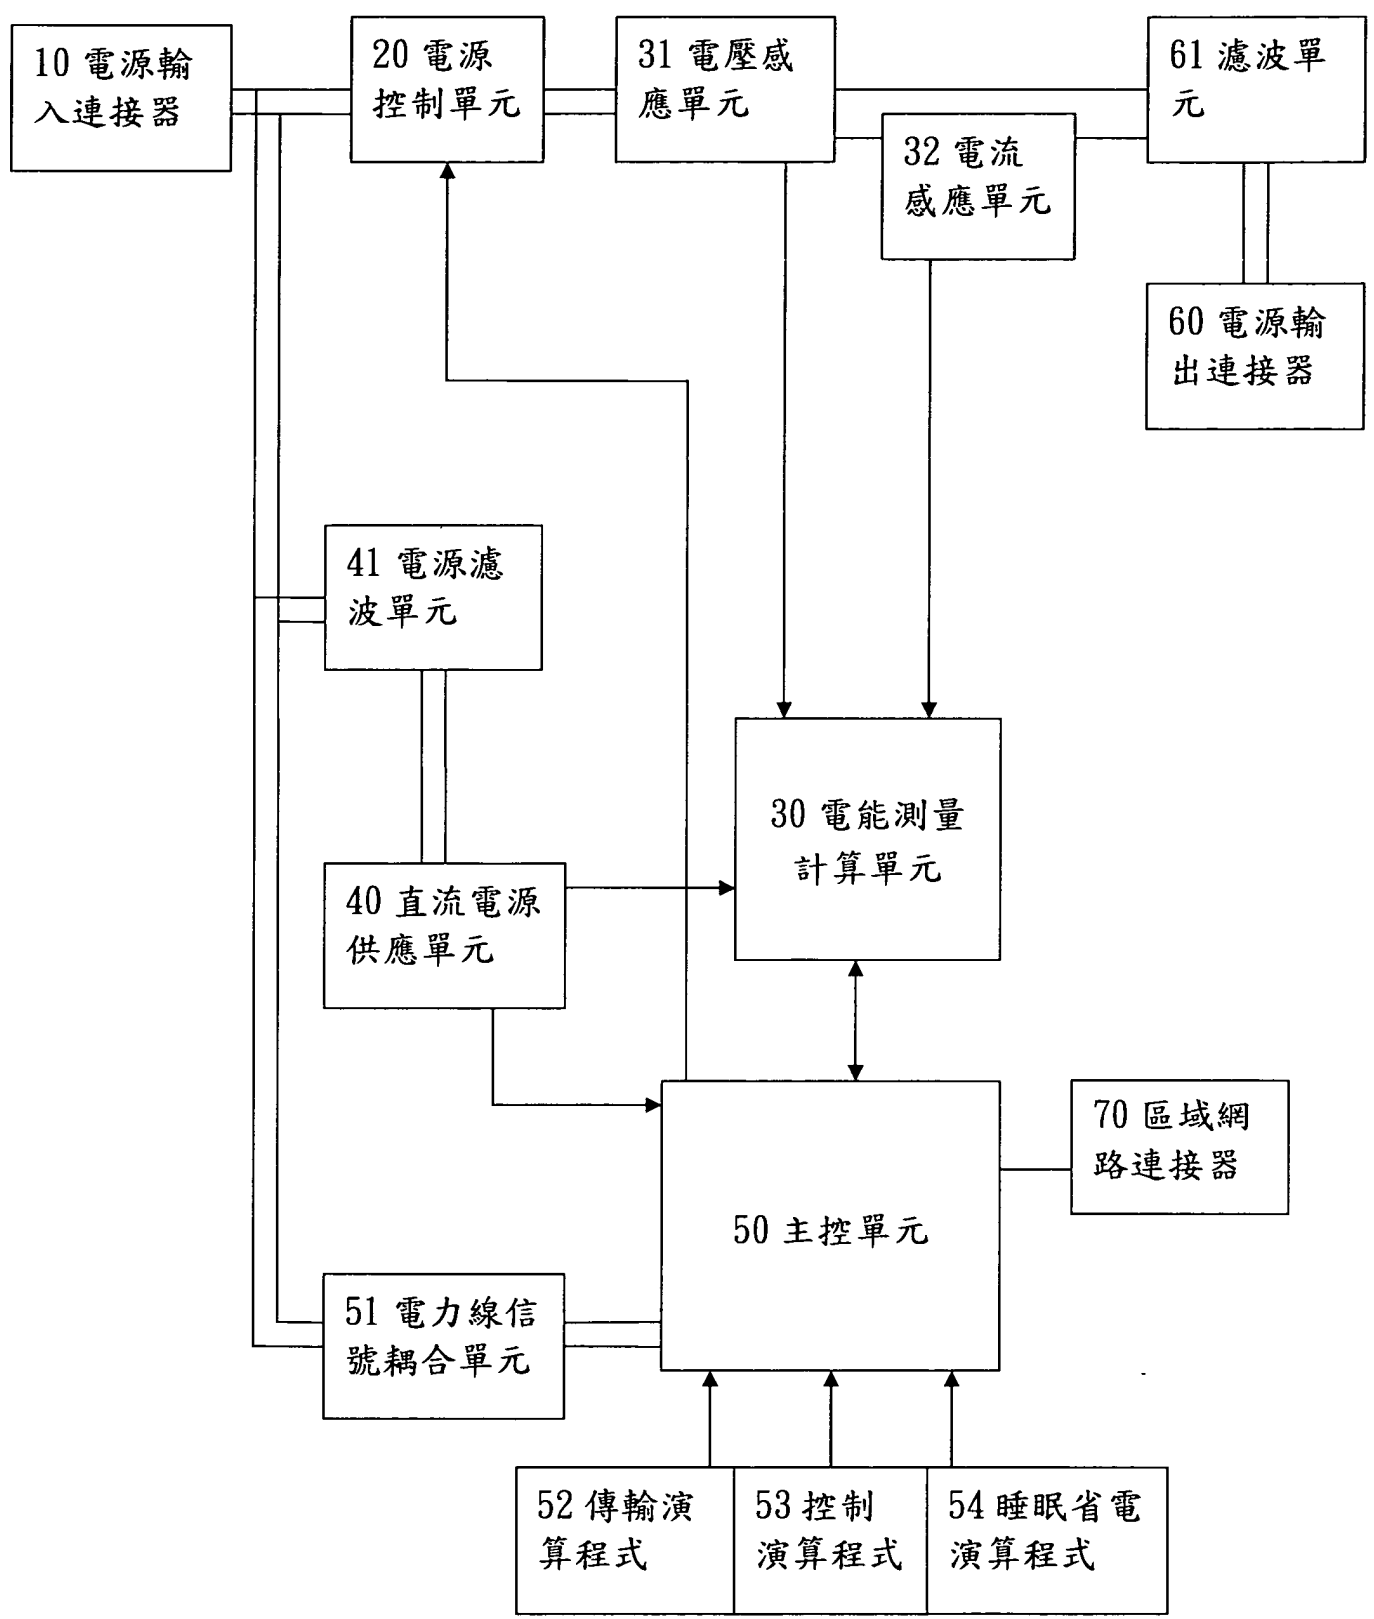 10 電源輸
入連接器
20 電源
控制單元
31 電壓感
應單元
61 濾波單
元
32 電流
感應單元
60 電源輸
出連接器
41 電源濾
波單元
30 電能測量
計算單元
40 直流電源
供應單元
70 區域網
路連接器
50 主控單元
51 電力線信
號耦合單元
52 傳輸演
算程式
53 控制
演算程式
54 睡眠省電
演算程式